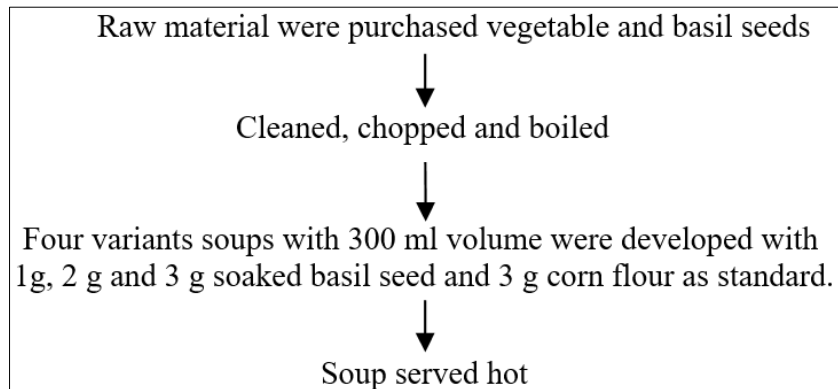 Raw material were purchased vegetable and basil seeds
Cleaned, chopped and boiled
Four variants soups with 300 ml volume were developed with
1g, 2 g and 3 g soaked basil seed and 3 g corn flour as standard.
Soup served hot